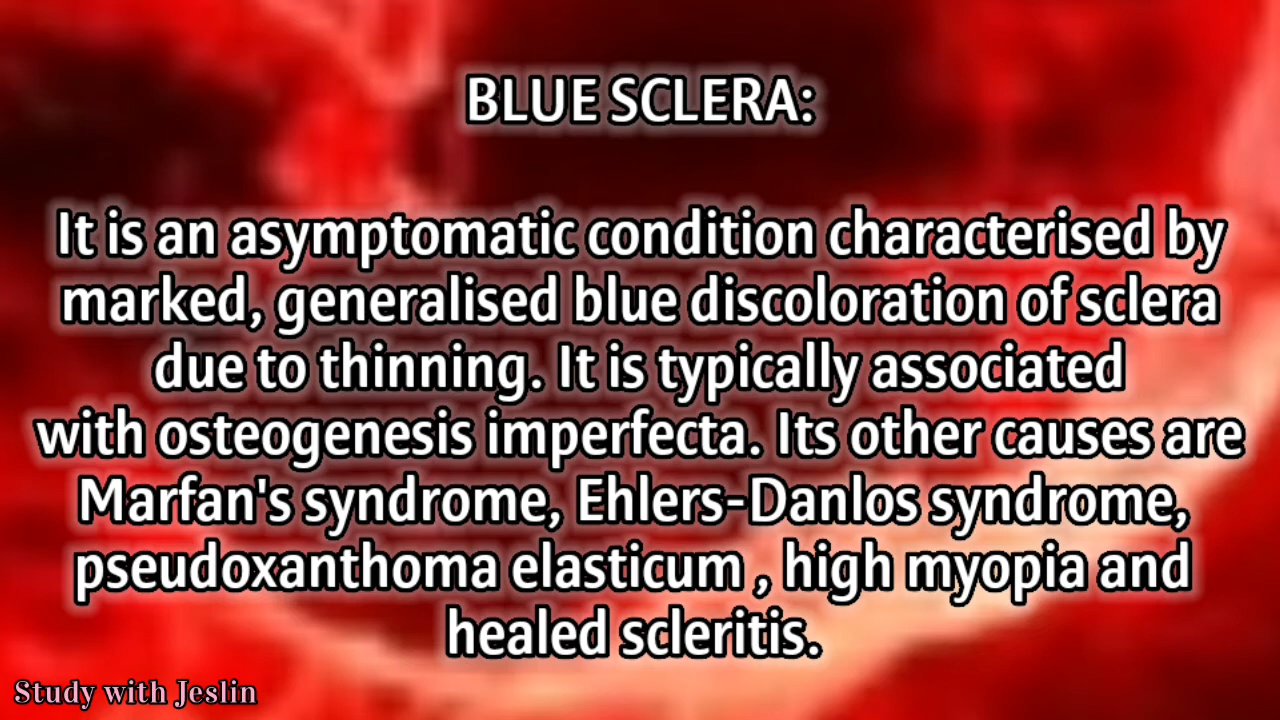 BLUE SCLERA:
It is an asymptomatic condition characterised by
marked, generalised blue discoloration of sclera
due to thinning. It is typically associated
with osteogenesis imperfecta. Its other causes are
Marfan's syndrome, Ehlers-Danlos syndrome,
pseudoxanthoma elasticum , high myopia and
healed scleritis.
Study with Jeslin